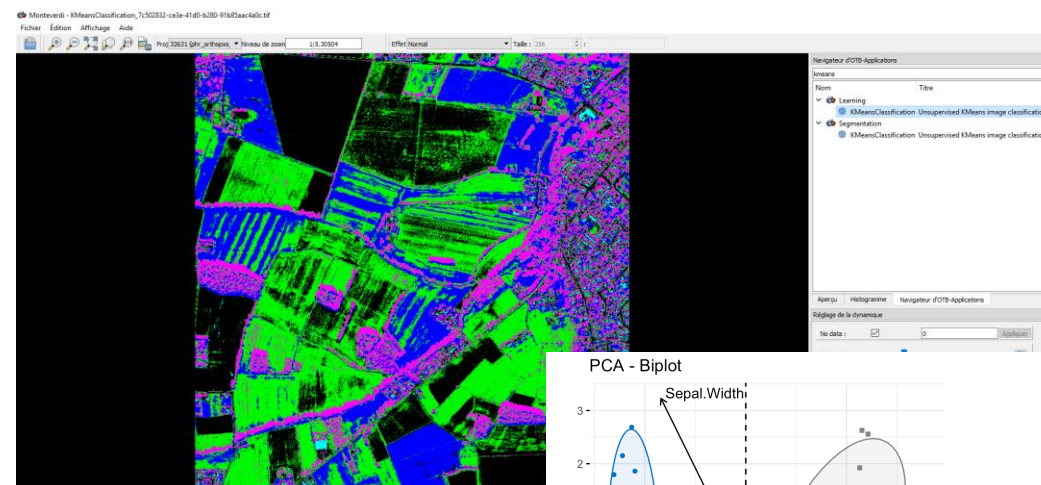 Monteverdi - KMeansClassification_7c502832-ce3e-41d0-b280-91b85aac4a0c.tif
Fichier Édition Affichage Aide
Proj 32631 (phr_orthopxs_ Niveau de zoom 1:5.30504 Effet Normal Taille : 256 :
Navigateur d'OTB-Applications
kmeans
Nom Titre
Learning
KMeansClassification Unsupervised KMeans image classificatio
Segmentation
KMeansClassification Unsupervised KMeans image classificatio
Aperçu Histogramme Navigateur d'OTB-Applications
Réglage de la dynamique
No data : 0 Appliquer
PCA - Biplot
Sepal.Width
3
2